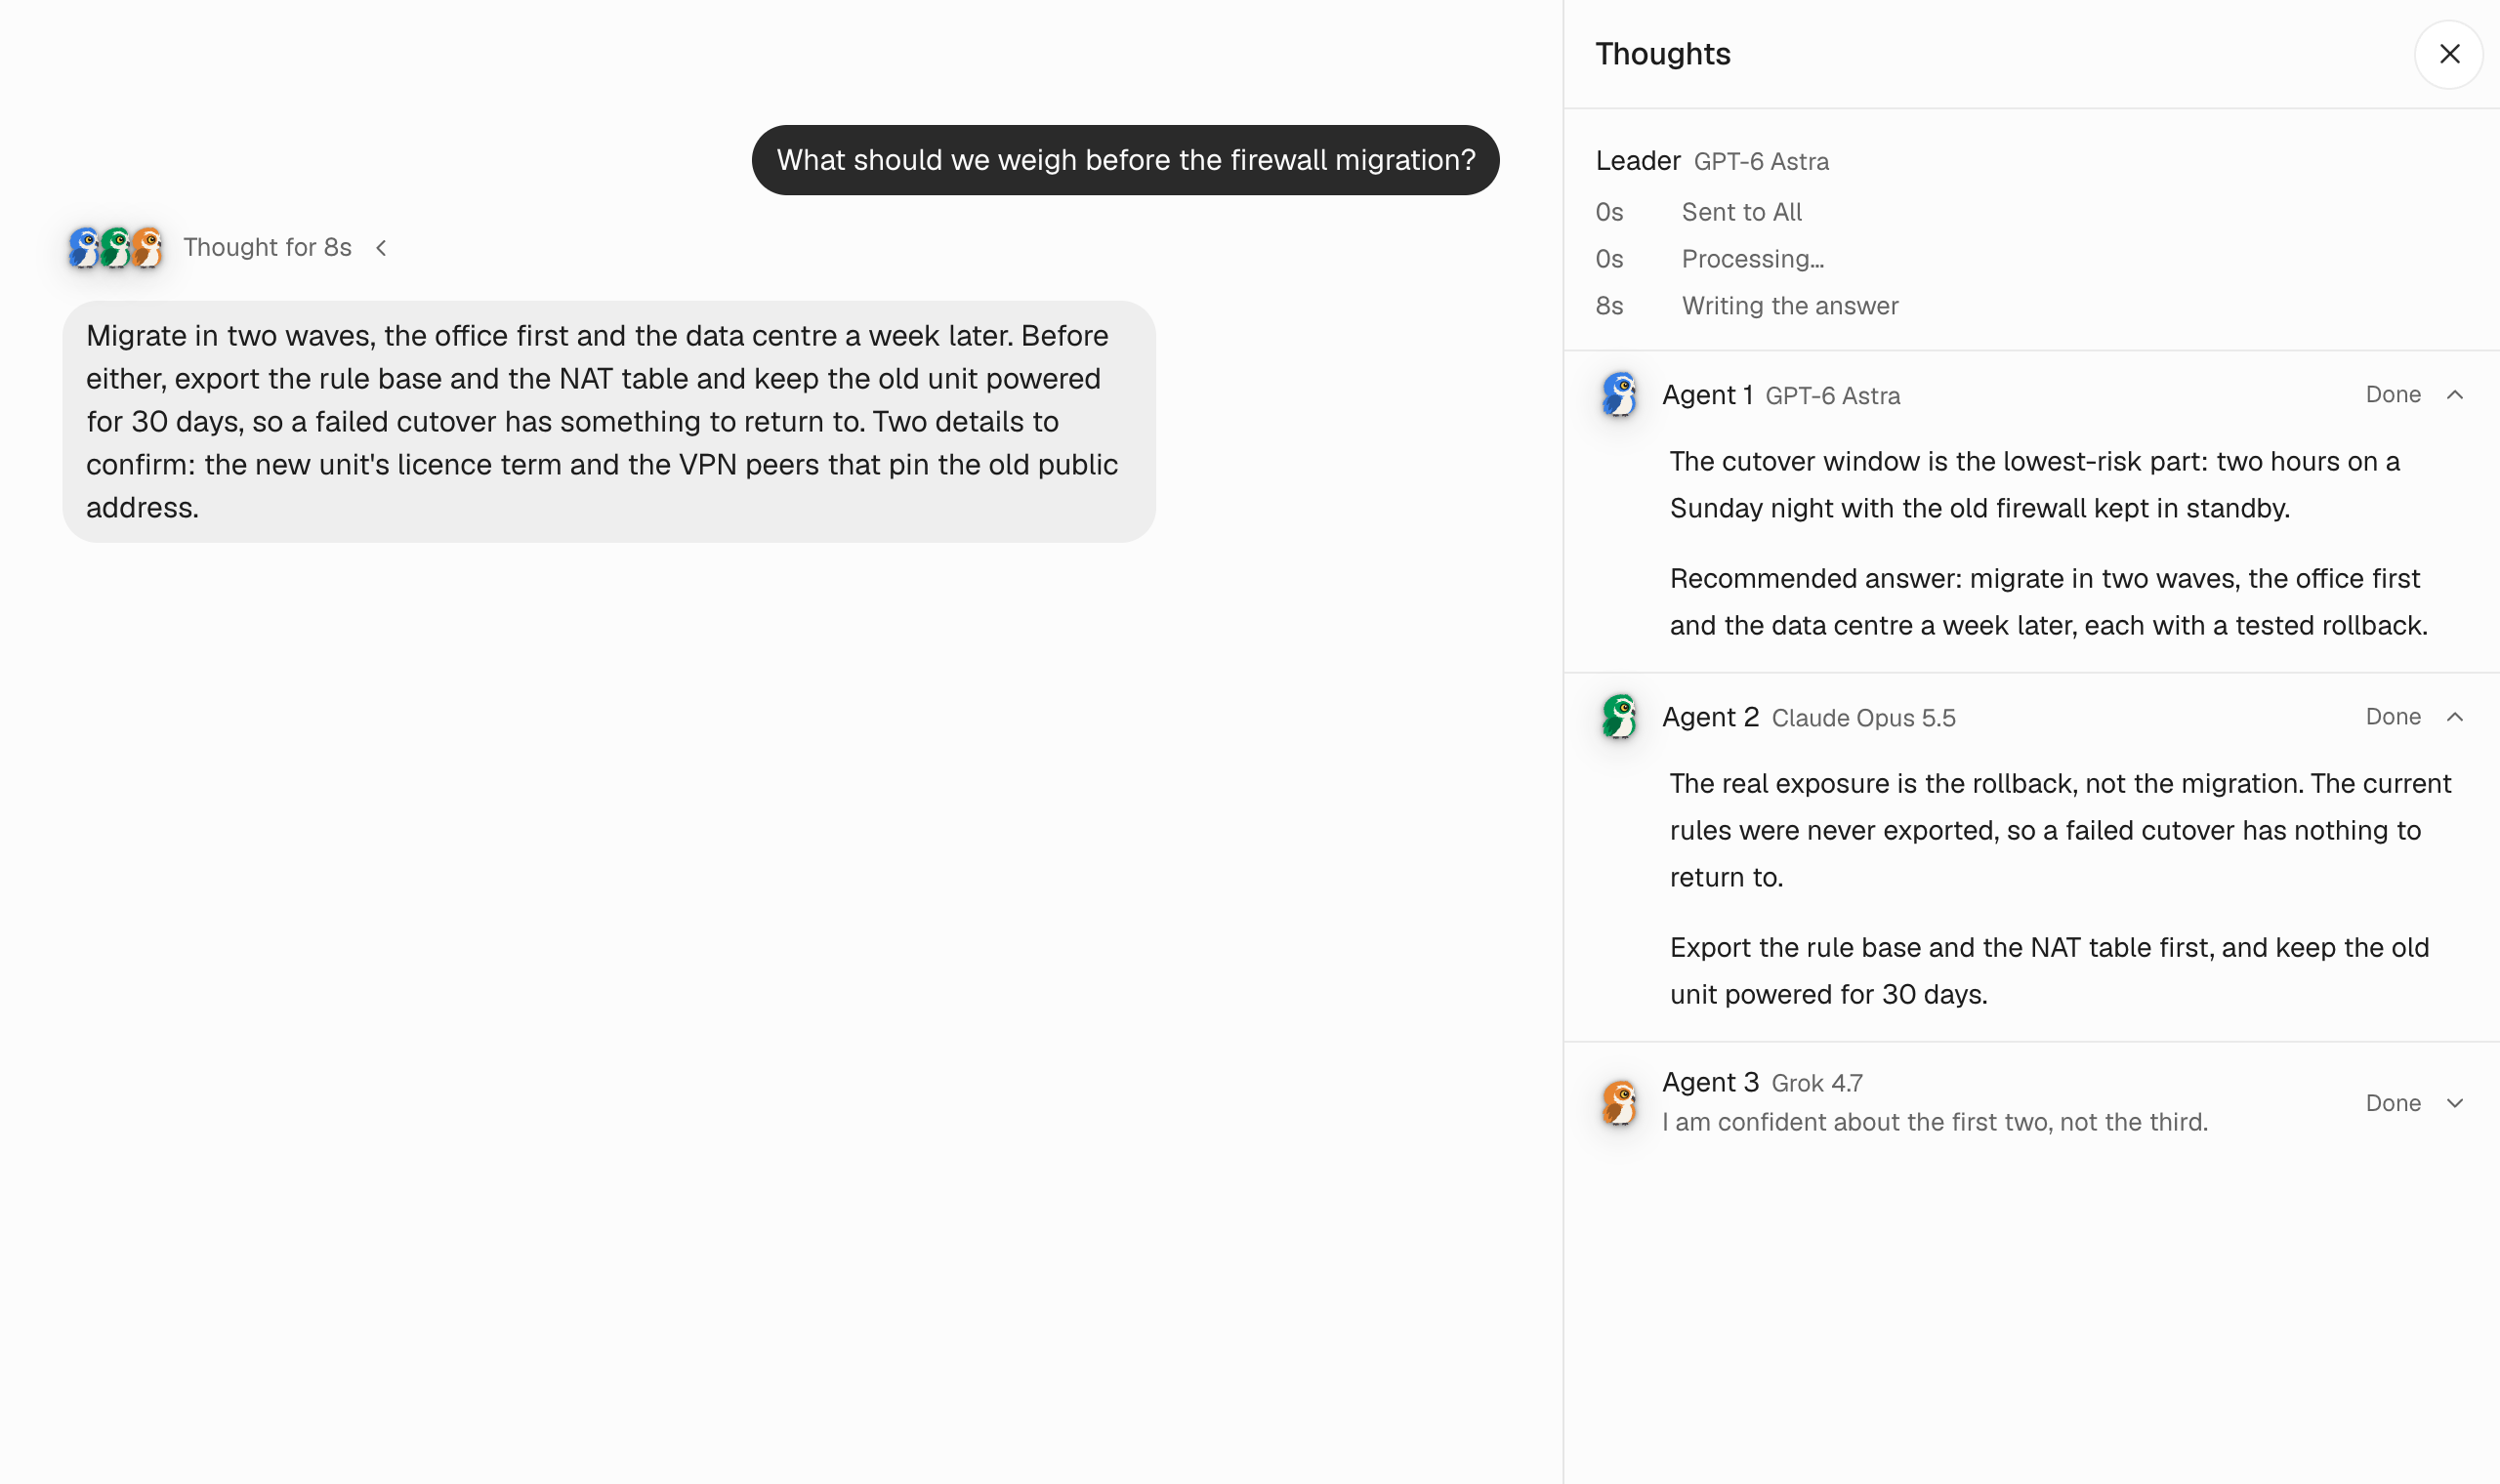 What should we weigh before the firewall migration?
Thought for 8s
Migrate in two waves, the office first and the data centre a week later. Before
either, export the rule base and the NAT table and keep the old unit powered
for 30 days, so a failed cutover has something to return to. Two details to
confirm: the new unit's licence term and the VPN peers that pin the old public
address.
Thoughts
Leader GPT-6 Astra
0s Sent to All
0s Processing…
8s Writing the answer
Agent 1 GPT-6 Astra Done
The cutover window is the lowest-risk part: two hours on a
Sunday night with the old firewall kept in standby.
Recommended answer: migrate in two waves, the office first
and the data centre a week later, each with a tested rollback.
Agent 2 Claude Opus 5.5 Done
The real exposure is the rollback, not the migration. The current
rules were never exported, so a failed cutover has nothing to
return to.
Export the rule base and the NAT table first, and keep the old
unit powered for 30 days.
Agent 3 Grok 4.7
I am confident about the first two, not the third.
Done